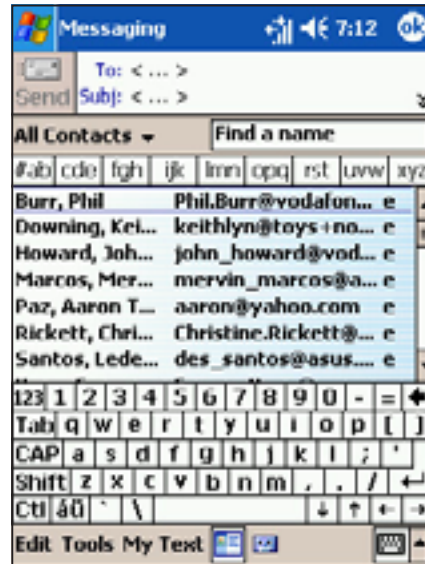 Messaging 7:12 ok
To: < ... >
Send Subj: < ... >
All Contacts Find a name
#ab cde fgh ijk lmn opq rst uvw xyz
Burr, Phil Phil.Burr@vodafon... e
Downing, Kei... keithlyn@toys+no... e
Howard, Joh... john_howard@vod... e
Marcos, Mer... mervin_marcos@a... e
Paz, Aaron T... aaron@yahoo.com e
Rickett, Chri... Christine.Rickett@... e
Santos, Lede... des_santos@asus.... e
123 1 2 3 4 5 6 7 8 9 0 - =
Tab q w e r t y u i o p [ ]
CAP a s d f g h j k l ; '
Shift z x c v b n m , . /
Ctl áü ` \
Edit Tools My Text